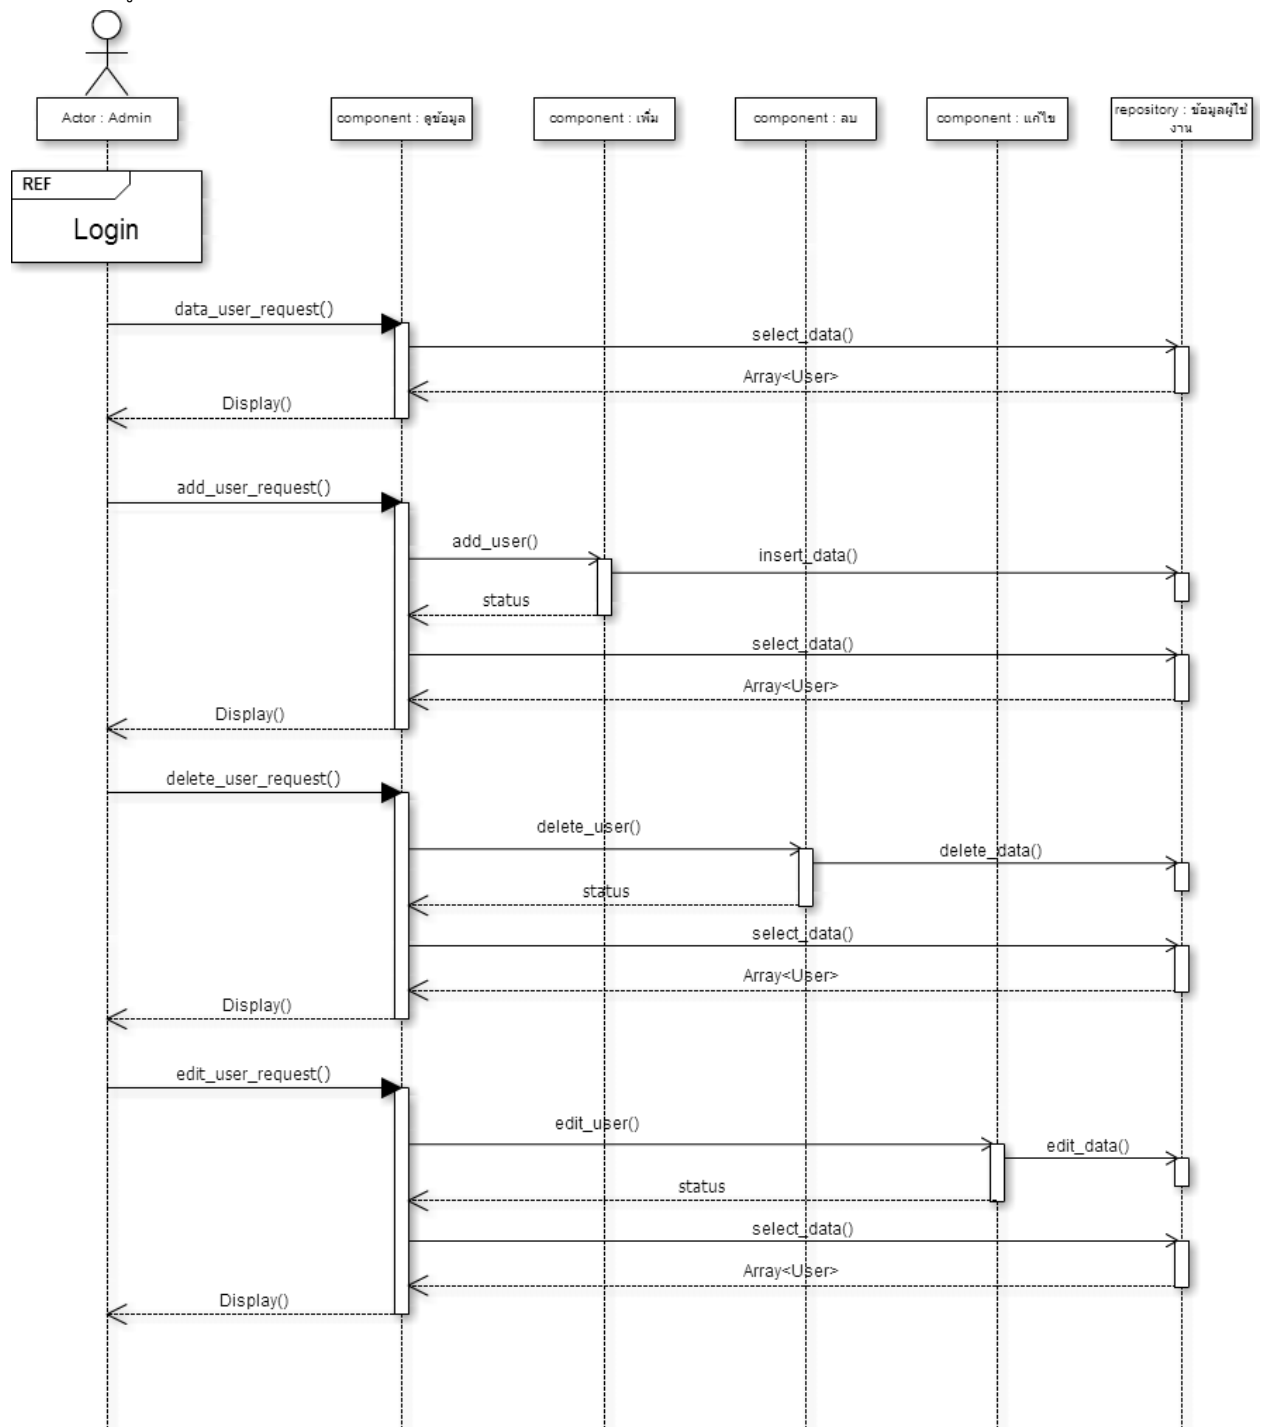 Actor : Admin
component : ดูข้อมูล
component : เพิ่ม
component : ลบ
component : แก้ไข
repository : ข้อมูลผู้ใช้
งาน
REF
Login
data_user_request()
select_data()
Array<User>
Display()
add_user_request()
add_user()
insert_data()
status
select_data()
Array<User>
Display()
delete_user_request()
delete_user()
delete_data()
status
select_data()
Array<User>
Display()
edit_user_request()
edit_user()
edit_data()
status
select_data()
Array<User>
Display()